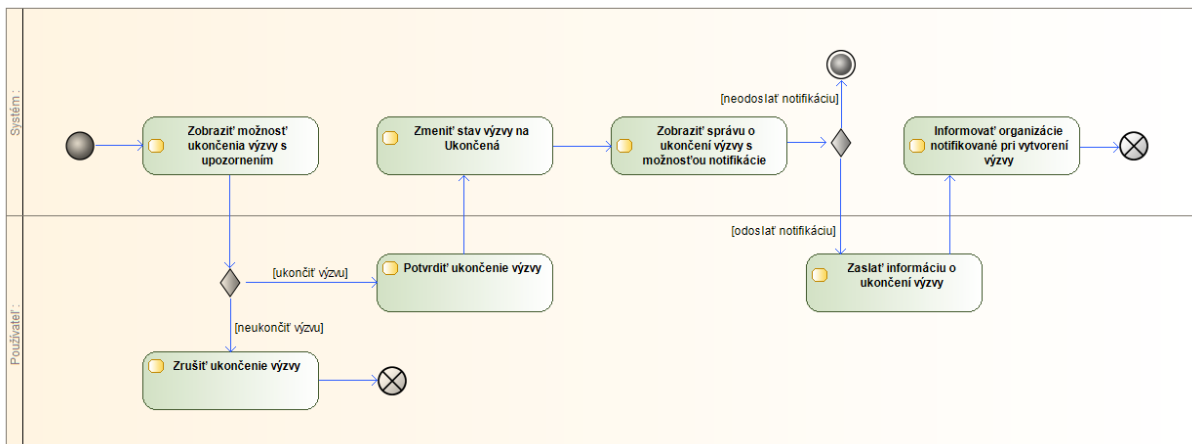 Systém :
Zobraziť možnosť
ukončenia výzvy s
upozornením
Zmeniť stav výzvy na
Ukončená
Zobraziť správu o
ukončení výzvy s
možnosťou notifikácie
[neodoslať notifikáciu]
Informovať organizácie
notifikované pri vytvorení
výzvy
Používateľ :
[ukončiť výzvu]
Potvrdiť ukončenie výzvy
[odoslať notifikáciu]
Zaslať informáciu o
ukončení výzvy
[neukončiť výzvu]
Zrušiť ukončenie výzvy